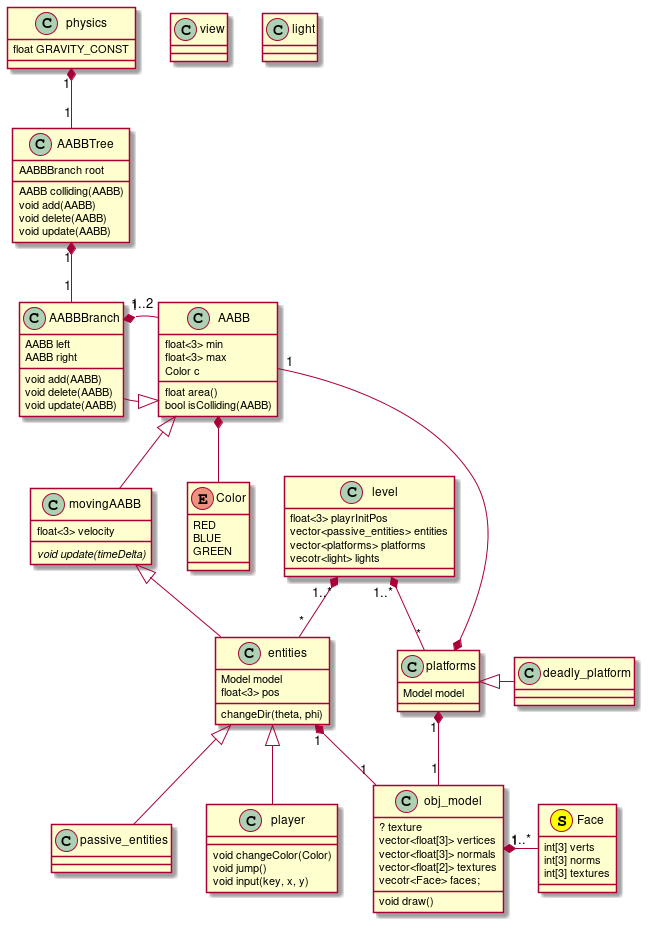 C physics
float GRAVITY_CONST
C view
C light
1
1
C AABBTree
AABBBranch root
AABB colliding(AABB)
void add(AABB)
void delete(AABB)
void update(AABB)
1
1
C AABBBranch
AABB left
AABB right
void add(AABB)
void delete(AABB)
void update(AABB)
1..2
C AABB
float<3> min
float<3> max
Color c
float area()
bool isColliding(AABB)
1
C movingAABB
float<3> velocity
void update(timeDelta)
E Color
RED
BLUE
GREEN
C level
float<3> playrInitPos
vector<passive_entities> entities
vector<platforms> platforms
vecotr<light> lights
1..*
1..*
*
*
C entities
Model model
float<3> pos
changeDir(theta, phi)
C platforms
Model model
C deadly_platform
1
1
1
1
C passive_entities
C player
void changeColor(Color)
void jump()
void input(key, x, y)
C obj_model
? texture
vector<float[3]> vertices
vector<float[3]> normals
vector<float[2]> textures
vecotr<Face> faces;
void draw()
1..*
S Face
int[3] verts
int[3] norms
int[3] textures